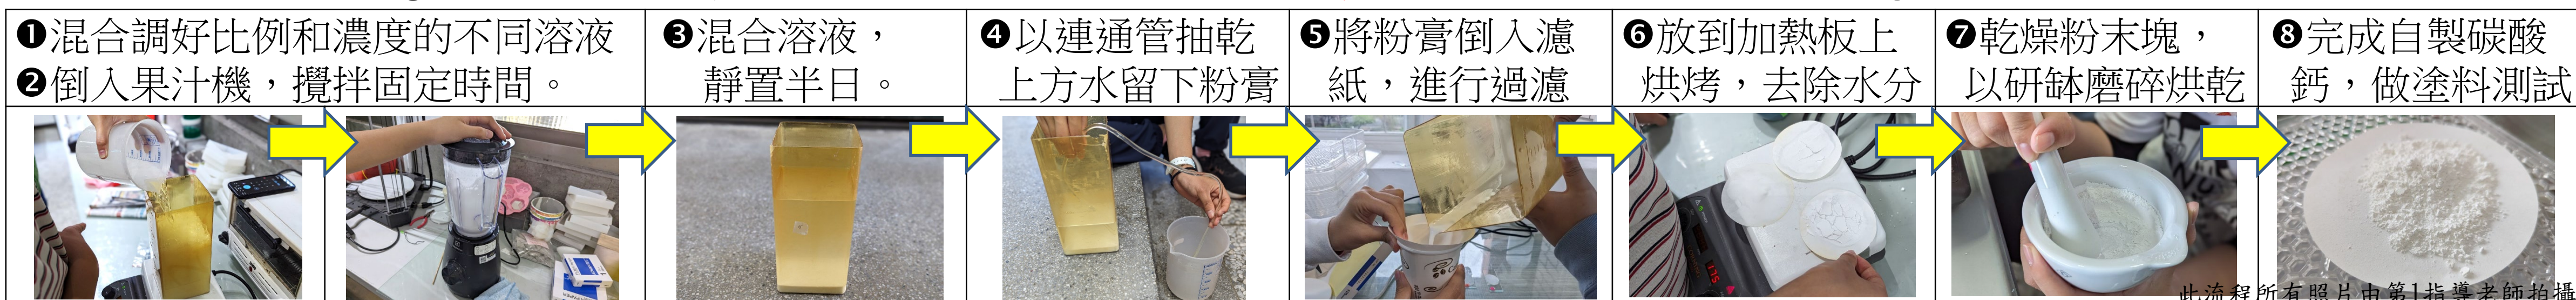 ❶混合調好比例和濃度的不同溶液
❷倒入果汁機，攪拌固定時間。
❸混合溶液，
靜置半日。
❹以連通管抽乾
上方水留下粉膏
❺將粉膏倒入濾
紙，進行過濾
❻放到加熱板上
烘烤，去除水分
❼乾燥粉末塊，
以研缽磨碎烘乾
❽完成自製碳酸
鈣，做塗料測試
此流程所有照片由第1指導老師拍攝